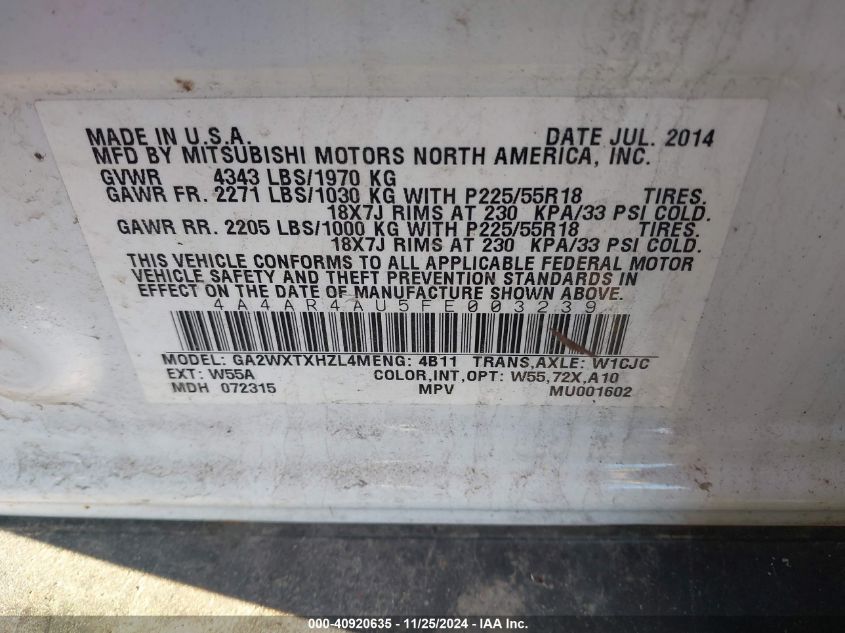 MADE IN U.S.A. DATE JUL. 2014
MFD BY MITSUBISHI MOTORS NORTH AMERICA, INC.
GVWR 4343 LBS/1970 KG
GAWR FR. 2271 LBS/1030 KG WITH P225/55R18 TIRES.
18X7J RIMS AT 230 KPA/33 PSI COLD.
GAWR RR. 2205 LBS/1000 KG WITH P225/55R18 TIRES.
18X7J RIMS AT 230 KPA/33 PSI COLD.
THIS VEHICLE CONFORMS TO ALL APPLICABLE FEDERAL MOTOR
VEHICLE SAFETY AND THEFT PREVENTION STANDARDS IN
EFFECT ON THE DATE OF MANUFACTURE SHOWN ABOVE.
4A4AR4AU5FE003239
MODEL: GA2WXTXHZL4MENG: 4B11 TRANS,AXLE: W1CJC
EXT: W55A COLOR,INT,OPT: W55,72X,A10
MDH 072315 MPV MU001602
000-40920635 - 11/25/2024 - IAA Inc.